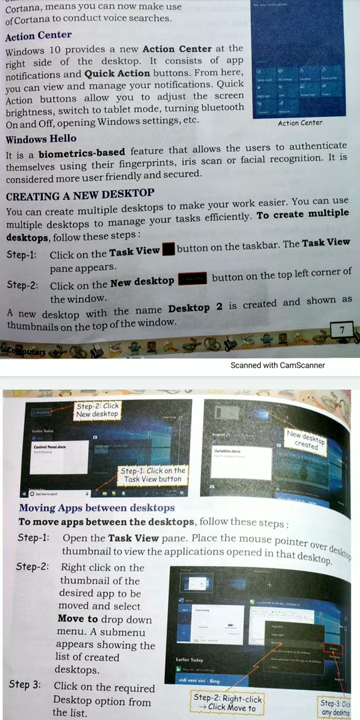 Cortana, means you can now make use
of Cortana to conduct voice searches.
Action Center
Windows 10 provides a new Action Center at the
right side of the desktop. It consists of app
notifications and Quick Action buttons. From here,
you can view and manage your notifications. Quick
Action buttons allow you to adjust the screen
brightness, switch to tablet mode, turning bluetooth
On and Off, opening Windows settings, etc.
Action Center
Windows Hello
It is a biometrics-based feature that allows the users to authenticate
themselves using their fingerprints, iris scan or facial recognition. It is
considered more user friendly and secured.
CREATING A NEW DESKTOP
You can create multiple desktops to make your work easier. You can use
multiple desktops to manage your tasks efficiently. To create multiple
desktops, follow these steps :
Step-1: Click on the Task View button on the taskbar. The Task View
pane appears.
Step-2: Click on the New desktop button on the top left corner of
the window.
A new desktop with the name Desktop 2 is created and shown as
thumbnails on the top of the window.
7
Computers
Scanned with CamScanner
Step-2: Click
New desktop
Earlier Today
Control Panel.docx
Step-1: Click on the
Task View button
New desktop
created
Moving Apps between desktops
To move apps between the desktops, follow these steps :
Step-1: Open the Task View pane. Place the mouse pointer over desktop
thumbnail to view the applications opened in that desktop.
Step-2: Right click on
the thumbnail of the
desired app to be
moved and select
Move to drop down
menu. A submenu
appears showing the
list of created
desktops.
Step 3: Click on the required
Desktop option from
the list.
Earlier Today
Step-2: Right-click
→ Click Move to
Step-3: Click
any desktop